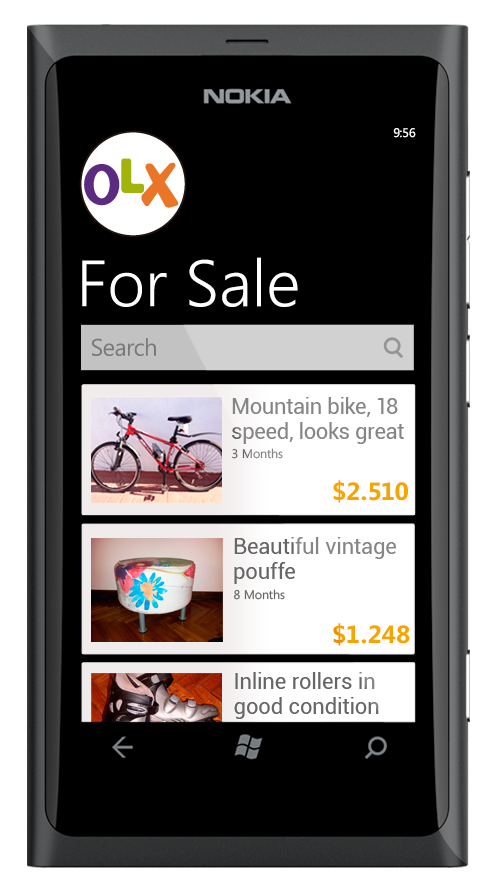 NOKIA
9:56
OLX
For Sale
Search
Mountain bike, 18
speed, looks great
3 Months
$2.510
Beautiful vintage
pouffe
8 Months
$1.248
Inline rollers in
good condition